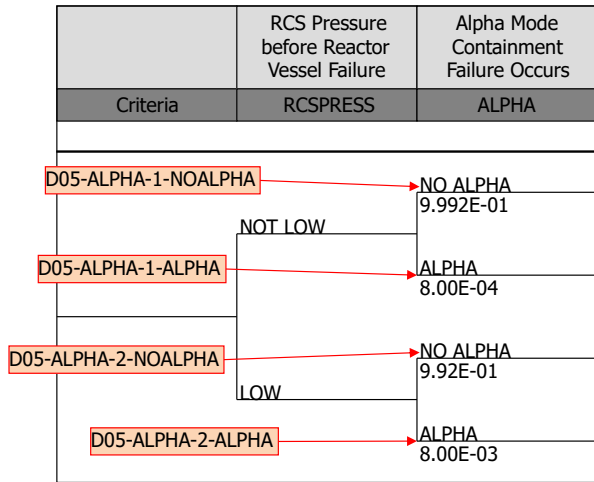 RCS Pressure
before Reactor
Vessel Failure
Alpha Mode
Containment
Failure Occurs
Criteria
RCSPRESS
ALPHA
D05-ALPHA-1-NOALPHA
NO ALPHA
9.992E-01
NOT LOW
D05-ALPHA-1-ALPHA
ALPHA
8.00E-04
D05-ALPHA-2-NOALPHA
NO ALPHA
9.92E-01
LOW
D05-ALPHA-2-ALPHA
ALPHA
8.00E-03